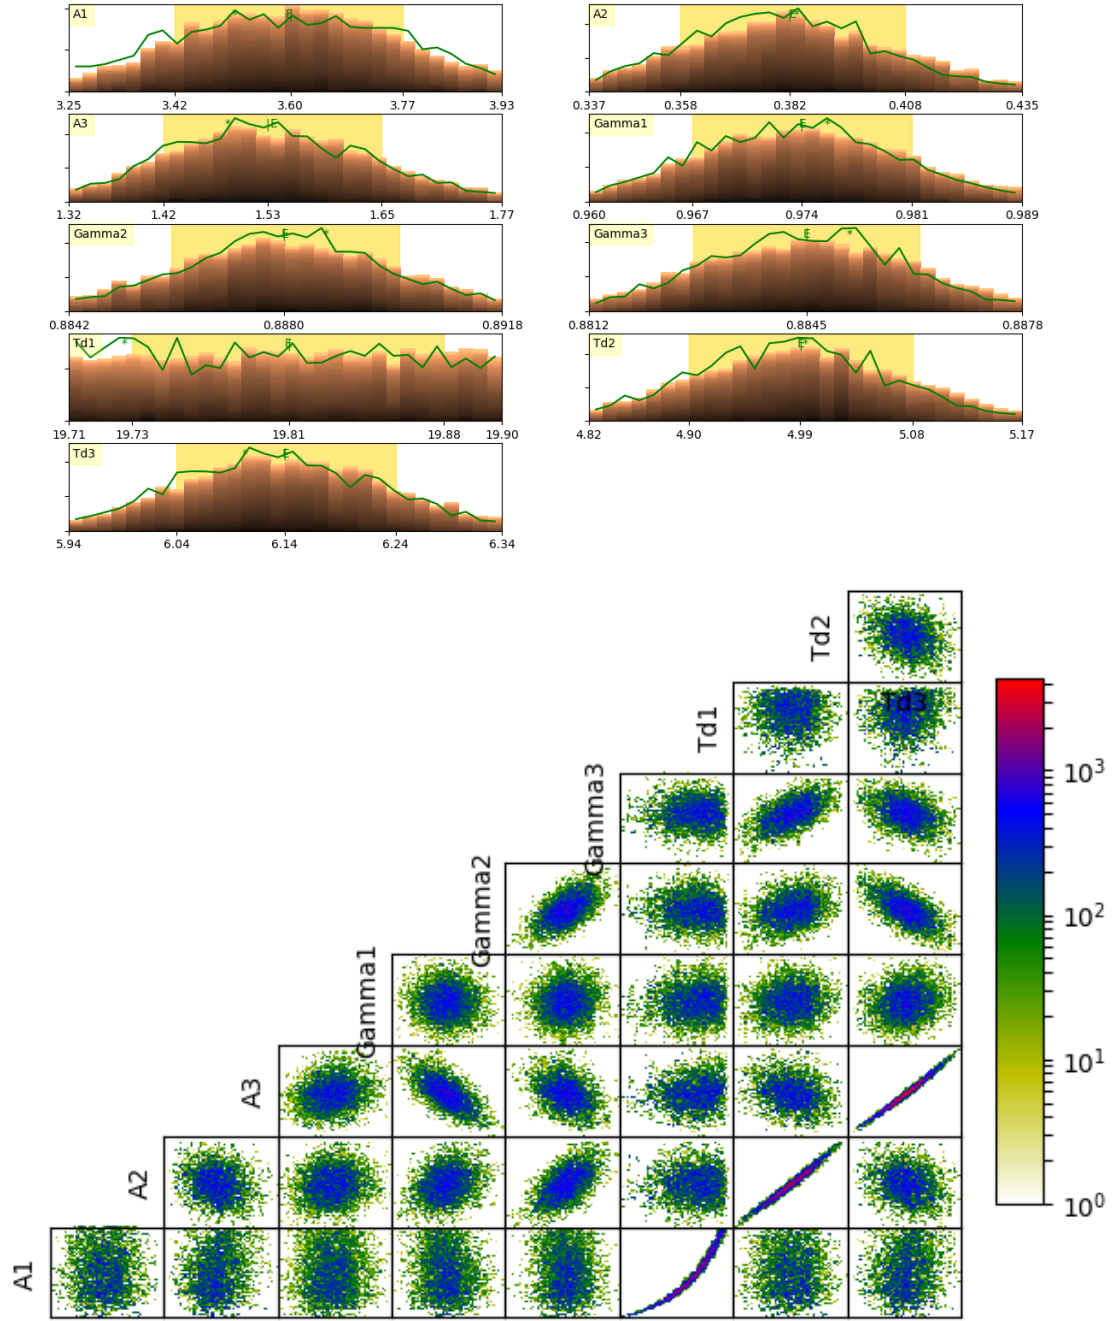 A1
3.25 3.42 3.60 3.77 3.93
A2
0.337 0.358 0.382 0.408 0.435
A3
* E
1.32 1.42 1.53 1.65 1.77
Gamma1
E *
0.960 0.967 0.974 0.981 0.989
Gamma2
E *
0.8842 0.8880 0.8918
Gamma3
E *
0.8812 0.8845 0.8878
Td1
* E
19.71 19.73 19.81 19.88 19.90
Td2
E*
4.82 4.90 4.99 5.08 5.17
Td3
* E
5.94 6.04 6.14 6.24 6.34
Td2
Td1
Td3
Gamma3
Gamma2
Gamma1
A3
A2
A1
10³
10²
10¹
10⁰